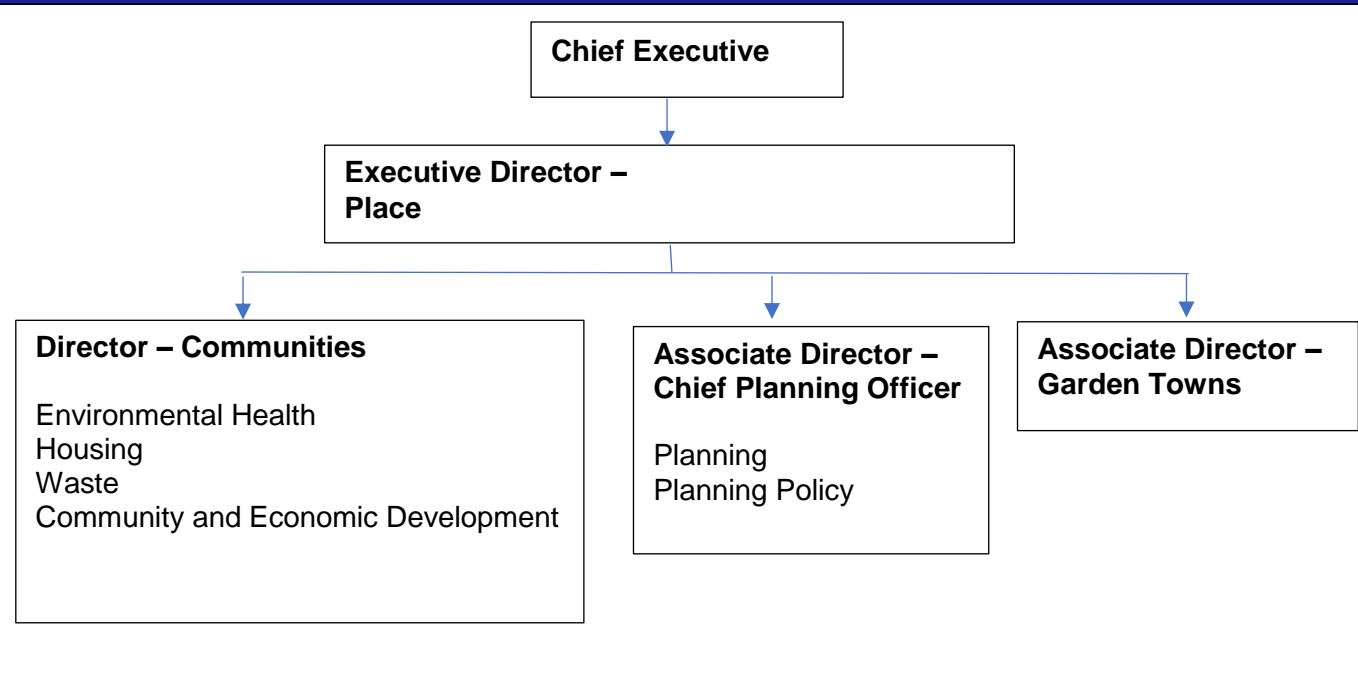 Chief Executive
Executive Director –
Place
Director – Communities
Environmental Health
Housing
Waste
Community and Economic Development
Associate Director –
Chief Planning Officer
Planning
Planning Policy
Associate Director –
Garden Towns